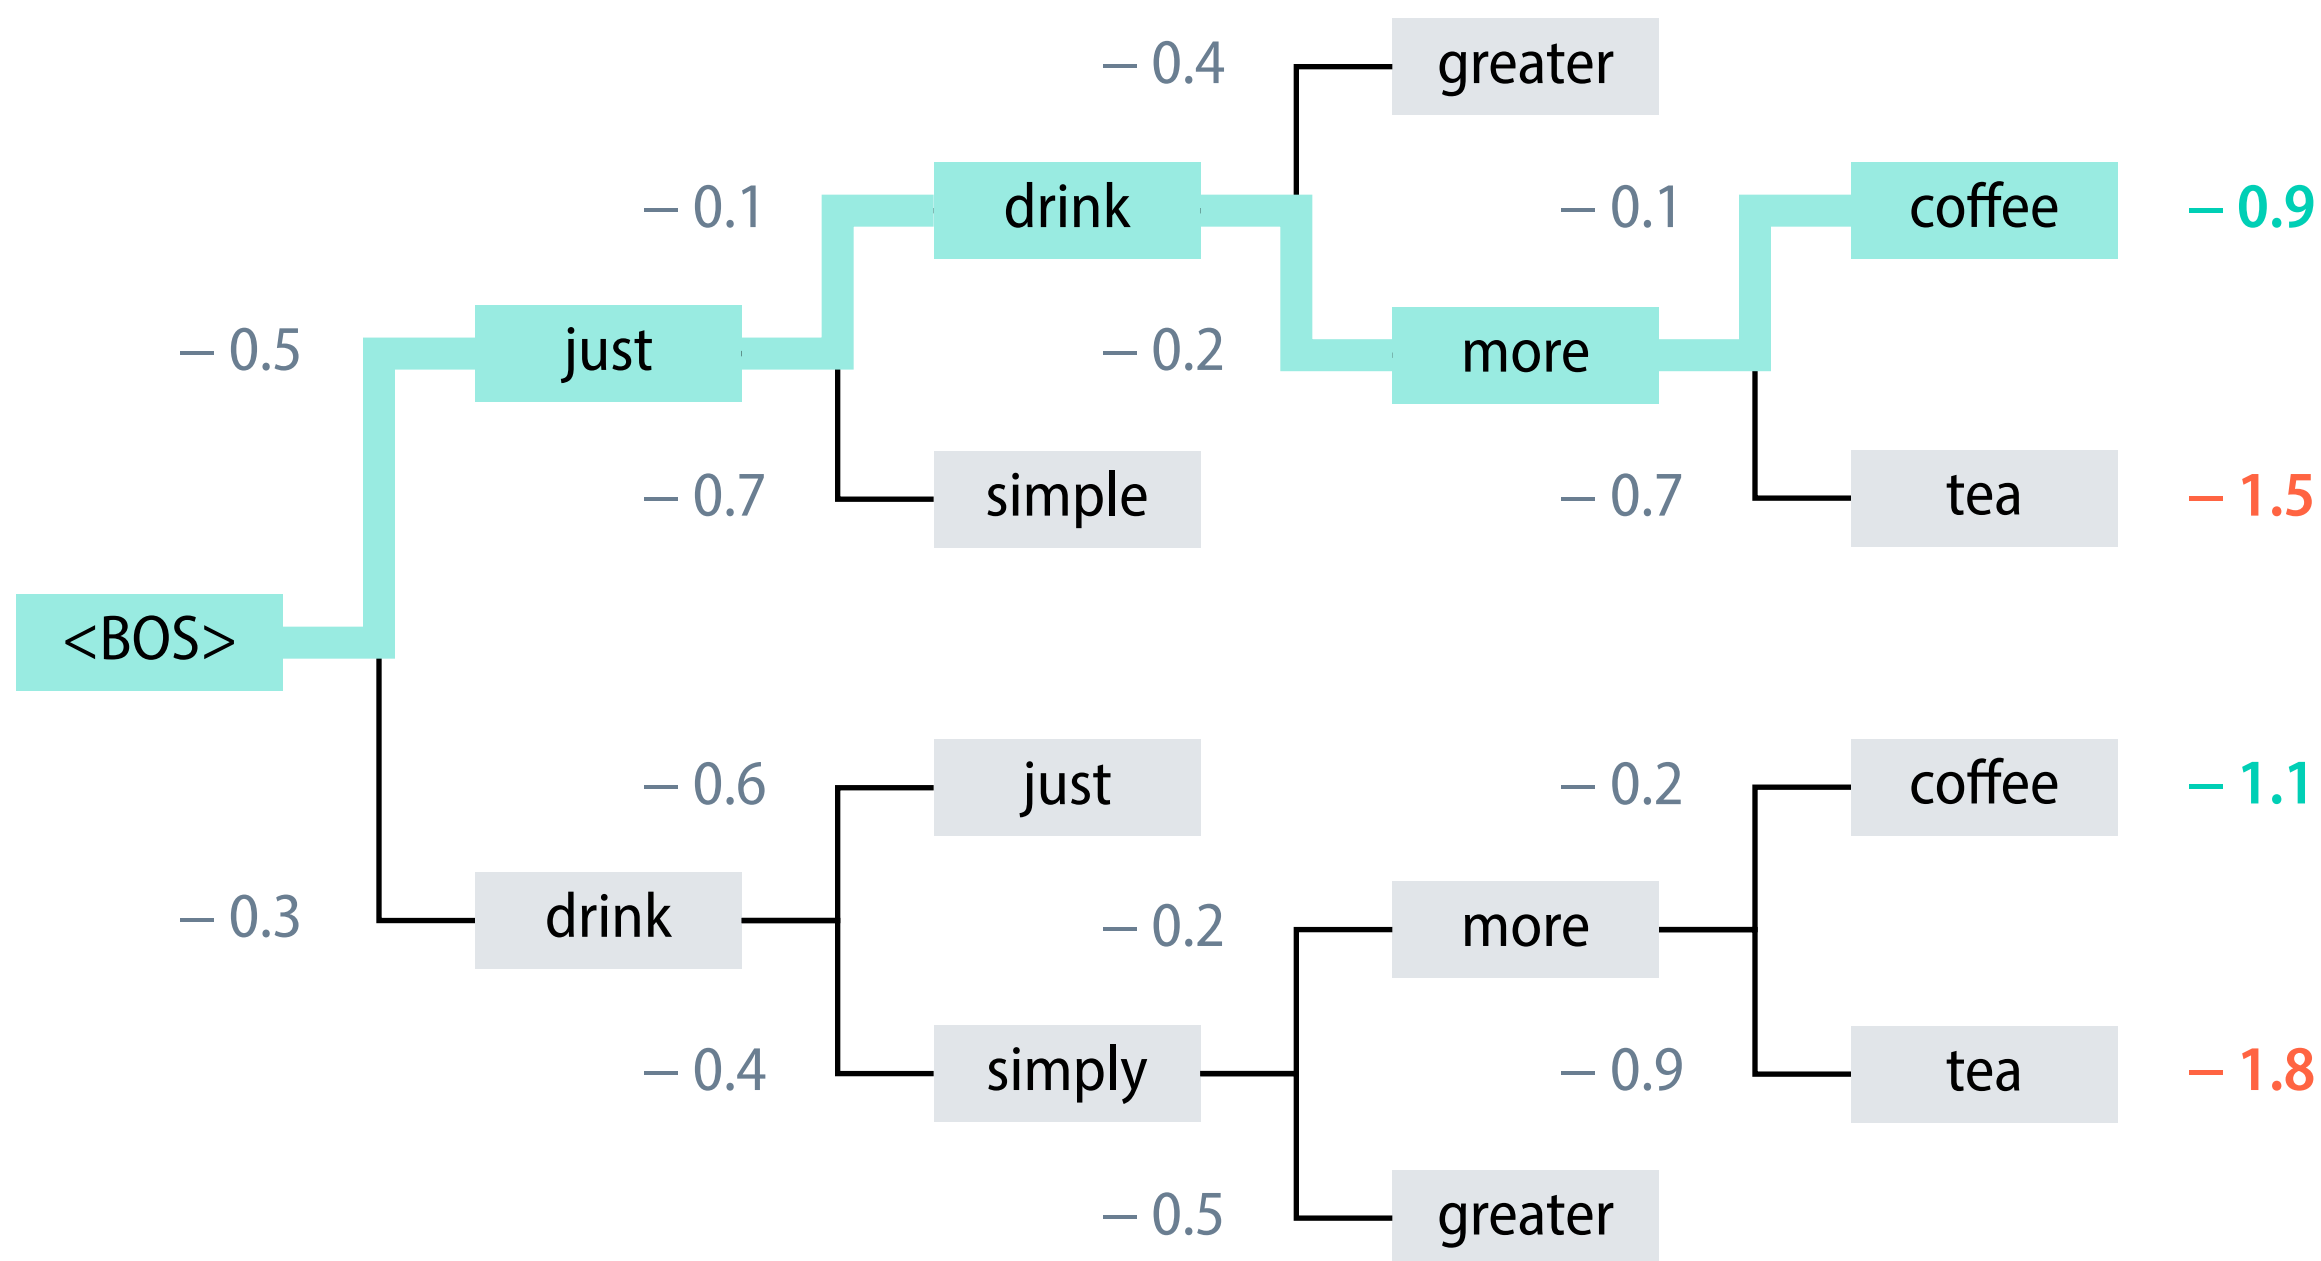 − 0.4
greater
− 0.1
drink
− 0.1
coffee
− 0.9
− 0.5
just
− 0.2
more
− 0.7
simple
− 0.7
tea
− 1.5
<BOS>
− 0.6
just
− 0.2
coffee
− 1.1
− 0.3
drink
− 0.2
more
− 0.4
simply
− 0.9
tea
− 1.8
− 0.5
greater